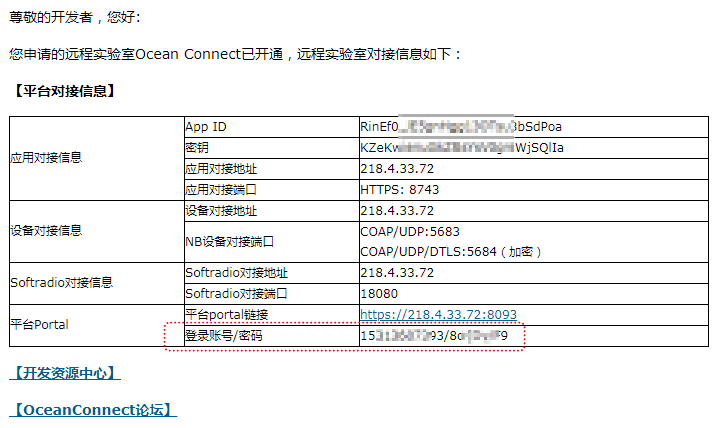 尊敬的开发者，您好:
您申请的远程实验室Ocean Connect已开通，远程实验室对接信息如下：
【平台对接信息】
应用对接信息
App ID
RinEf0 3bSdPoa
密钥
KZeKw WjSQlIa
应用对接地址
218.4.33.72
应用对接端口
HTTPS: 8743
设备对接信息
设备对接地址
218.4.33.72
NB设备对接端口
COAP/UDP:5683
COAP/UDP/DTLS:5684（加密）
Softradio对接信息
Softradio对接地址
218.4.33.72
Softradio对接端口
18080
平台Portal
平台portal链接
https://218.4.33.72:8093
登录账号/密码
15 93/8 9
【开发资源中心】
【OceanConnect论坛】